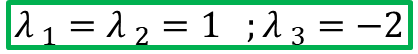 λ₁ = λ₂ = 1 ; λ₃ = −2